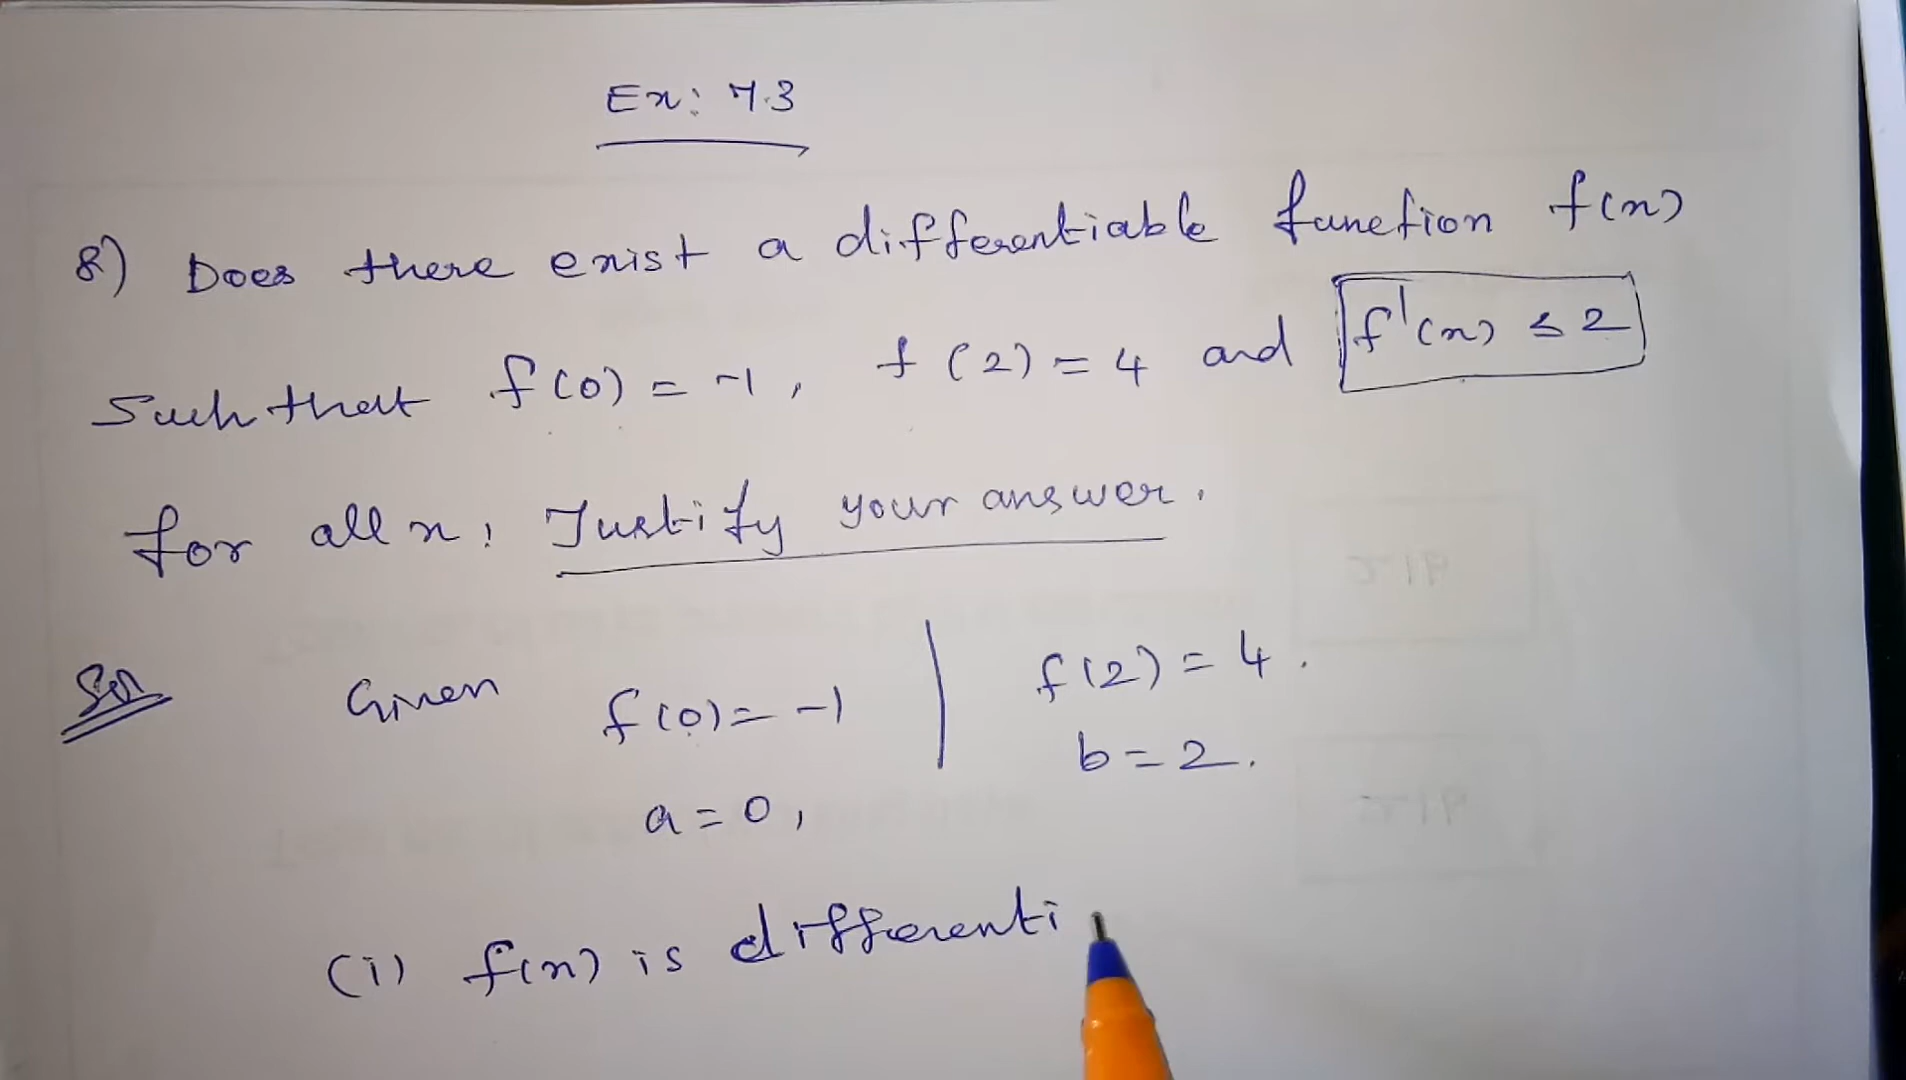 Ex: 7.3
8) Does there exist a differentiable function f(x)
Such that f(0) = -1, f(2) = 4 and f'(x) ≤ 2
for all x. Justify your answer.
Sol Given f(0) = -1 f(2) = 4.
a = 0, b = 2.
(i) f(x) is differenti